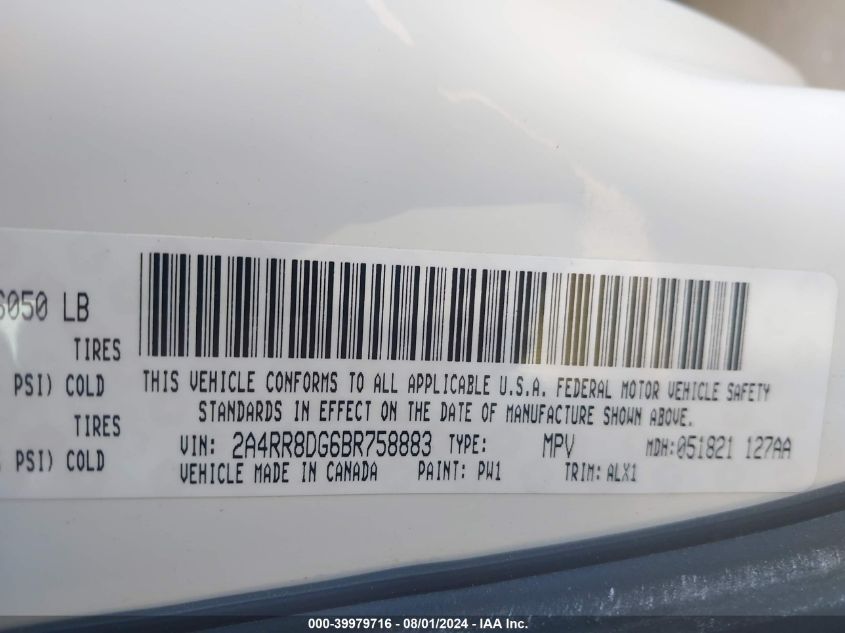 6050 LB
TIRES
PSI) COLD
TIRES
PSI) COLD
THIS VEHICLE CONFORMS TO ALL APPLICABLE U.S.A. FEDERAL MOTOR VEHICLE SAFETY
STANDARDS IN EFFECT ON THE DATE OF MANUFACTURE SHOWN ABOVE.
VIN: 2A4RR8DG6BR758883 TYPE: MPV MDH:051821 127AA
VEHICLE MADE IN CANADA PAINT: PW1 TRIM: ALX1
000-39979716 - 08/01/2024 - IAA Inc.